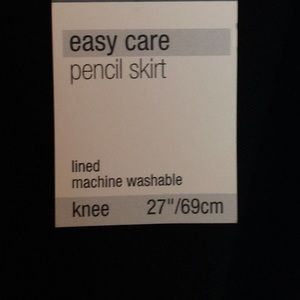 easy care
pencil skirt
lined
machine washable
knee 27"/69cm